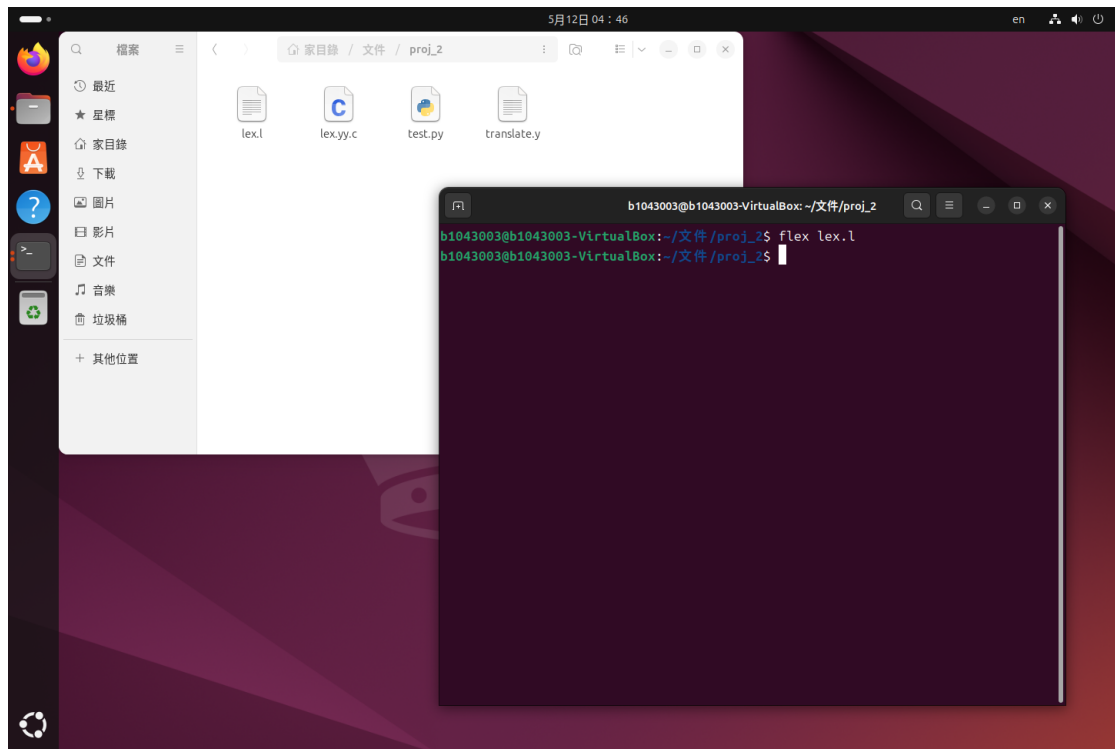 5月12日 04：46
en
檔案
家目錄 / 文件 / proj_2
最近
星標
家目錄
下載
圖片
影片
文件
音樂
垃圾桶
+ 其他位置
lex.l
lex.yy.c
test.py
translate.y
b1043003@b1043003-VirtualBox: ~/文件/proj_2
b1043003@b1043003-VirtualBox:~/文件/proj_2$ flex lex.l
b1043003@b1043003-VirtualBox:~/文件/proj_2$